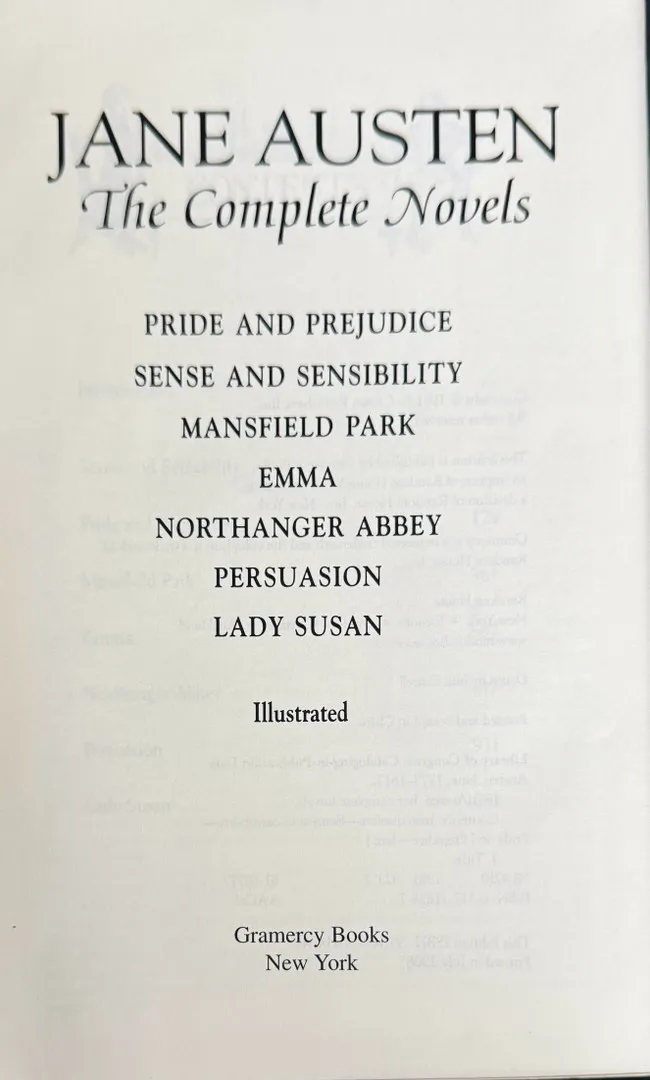 JANE AUSTEN
The Complete Novels
PRIDE AND PREJUDICE
SENSE AND SENSIBILITY
MANSFIELD PARK
EMMA
NORTHANGER ABBEY
PERSUASION
LADY SUSAN
Illustrated
Gramercy Books
New York